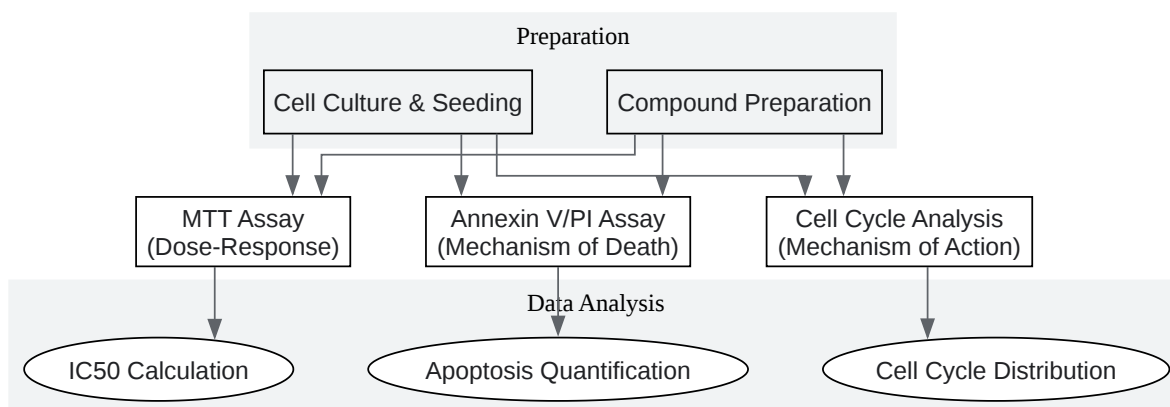 Preparation
Cell Culture & Seeding
Compound Preparation
MTT Assay
(Dose-Response)
Annexin V/PI Assay
(Mechanism of Death)
Cell Cycle Analysis
(Mechanism of Action)
Data Analysis
IC50 Calculation
Apoptosis Quantification
Cell Cycle Distribution